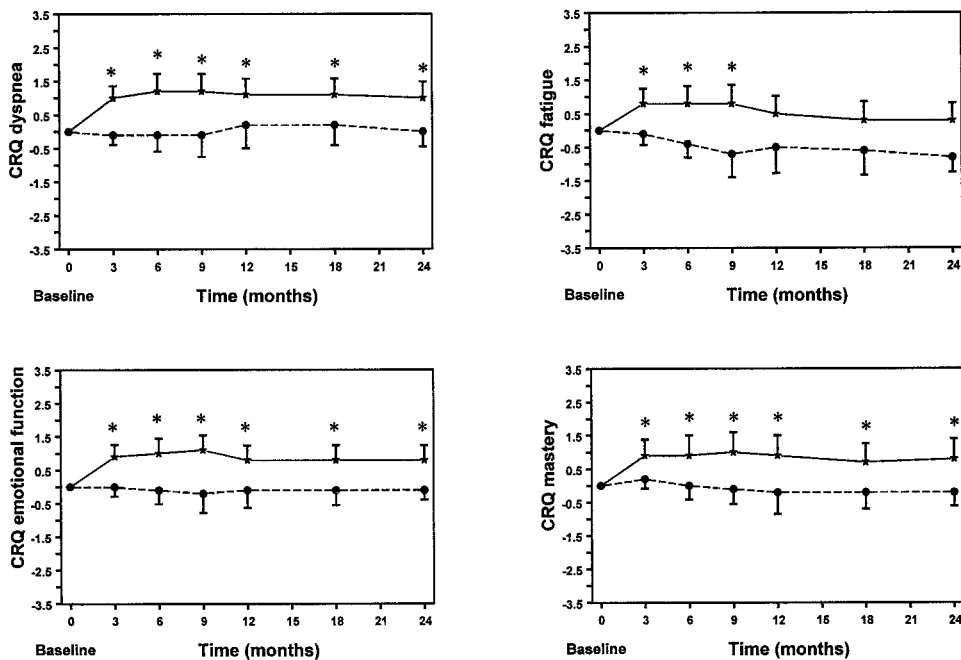 CRQ dyspnea
3.5
2.5
1.5
0.5
-0.5
-1.5
-2.5
-3.5
* * * * * *
0 3 6 9 12 15 18 21 24
Baseline Time (months)
CRQ fatigue
3.5
2.5
1.5
0.5
-0.5
-1.5
-2.5
-3.5
* * *
0 3 6 9 12 15 18 21 24
Baseline Time (months)
CRQ emotional function
3.5
2.5
1.5
0.5
-0.5
-1.5
-2.5
-3.5
* * * * * *
0 3 6 9 12 15 18 21 24
Baseline Time (months)
CRQ mastery
3.5
2.5
1.5
0.5
-0.5
-1.5
-2.5
-3.5
* * * * * *
0 3 6 9 12 15 18 21 24
Baseline Time (months)